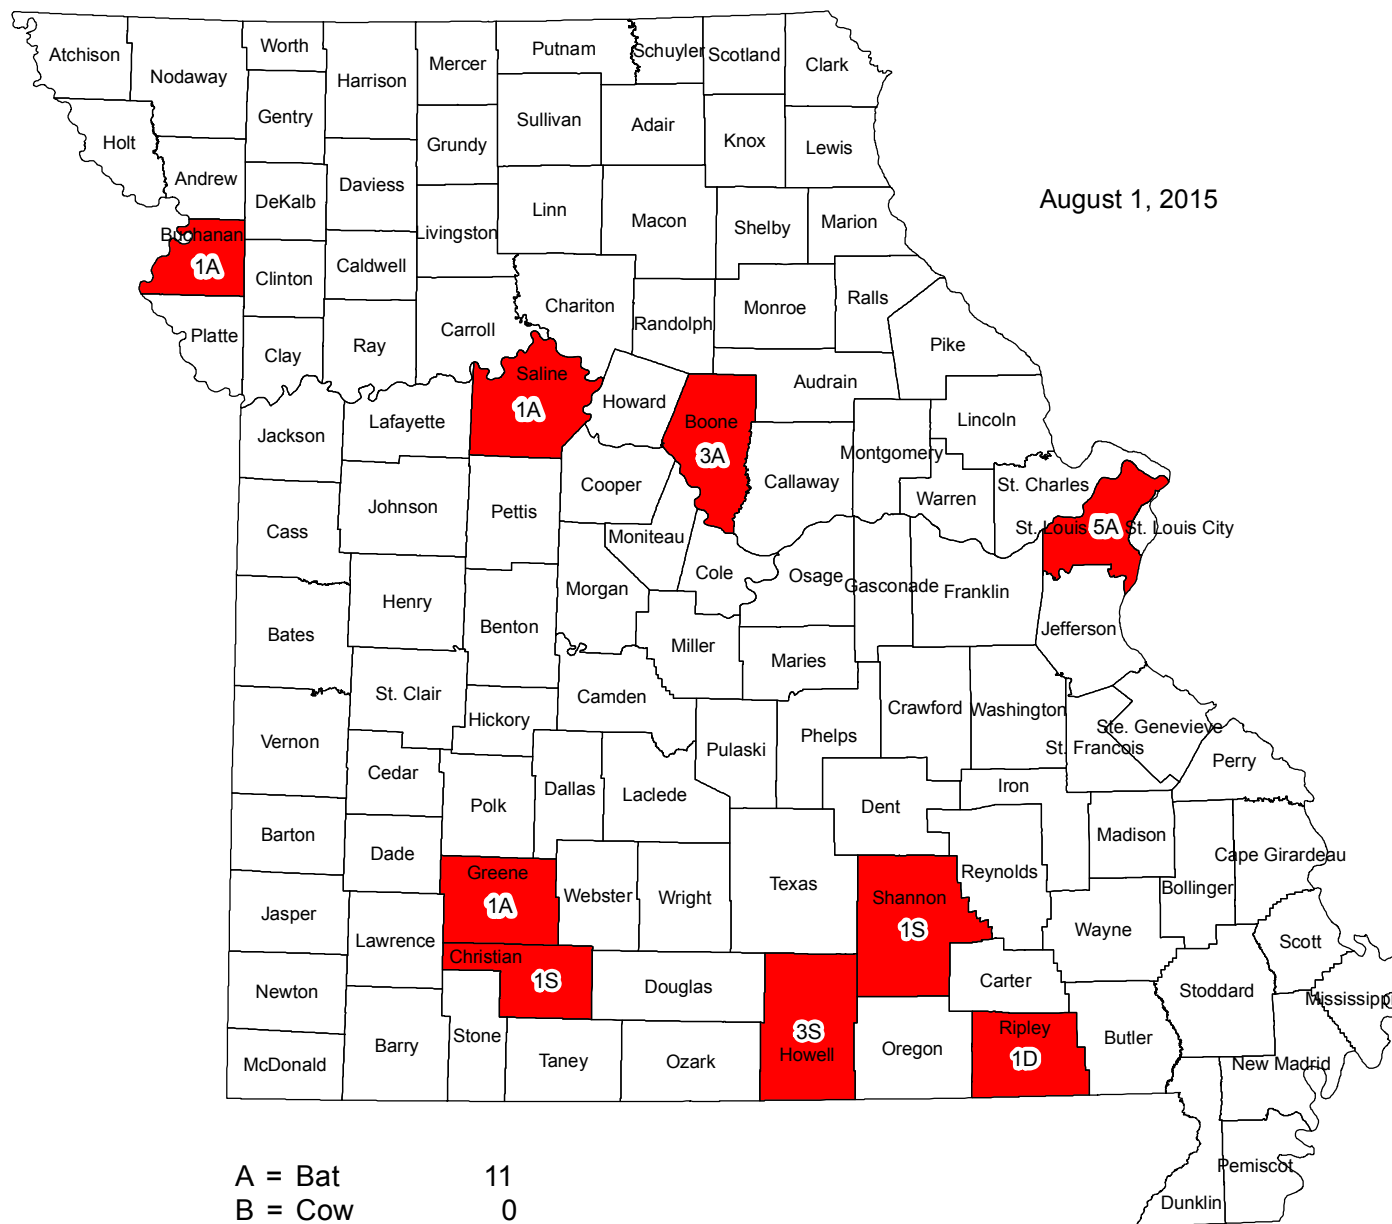 Atchison
Nodaway
Worth
Harrison
Mercer
Putnam
Schuyler
Scotland
Clark
Holt
Gentry
Sullivan
Adair
Knox
Lewis
Grundy
Andrew
DeKalb
Daviess
Linn
Macon
Shelby
Marion
August 1, 2015
Buchanan
1A
Livingston
Clinton
Caldwell
Chariton
Randolph
Monroe
Ralls
Platte
Clay
Ray
Carroll
Pike
Saline
1A
Howard
Audrain
Boone
3A
Lincoln
Jackson
Lafayette
Montgomery
Callaway
Cooper
Warren
St. Charles
Johnson
Pettis
Cass
Moniteau
St. Louis
5A
St. Louis City
Cole
Osage
Gasconade
Franklin
Morgan
Henry
Benton
Bates
Miller
Maries
Jefferson
St. Clair
Camden
Hickory
Crawford
Washington
Ste. Genevieve
St. Francois
Vernon
Pulaski
Phelps
Perry
Cedar
Polk
Dallas
Laclede
Dent
Iron
Madison
Barton
Dade
Cape Girardeau
Greene
1A
Webster
Wright
Texas
Shannon
1S
Reynolds
Bollinger
Jasper
Lawrence
Wayne
Scott
Christian
1S
Douglas
Carter
Newton
Stoddard
Mississippi
3S
Howell
Ripley
1D
Butler
Oregon
Stone
Barry
Taney
Ozark
McDonald
New Madrid
Pemiscot
Dunklin
A = Bat 11
B = Cow 0